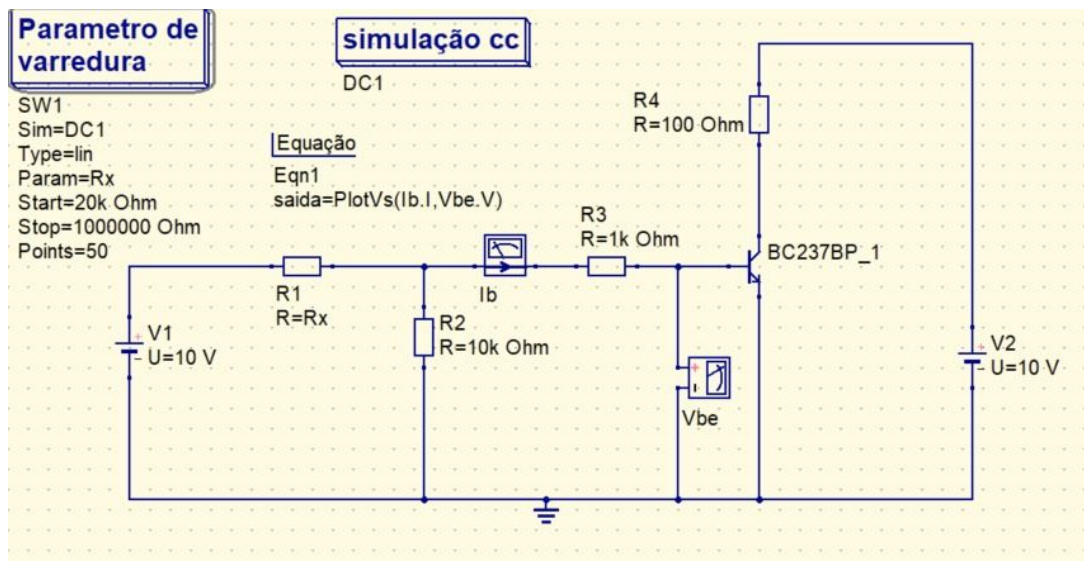 Parametro de
varredura
SW1
Sim=DC1
Type=lin
Param=Rx
Start=20k Ohm
Stop=1000000 Ohm
Points=50
simulação cc
DC1
Equação
Eqn1
saida=PlotVs(Ib.I,Vbe.V)
R4
R=100 Ohm
R3
R=1k Ohm
BC237BP_1
R1
R=Rx
Ib
R2
R=10k Ohm
V1
U=10 V
Vbe
V2
U=10 V